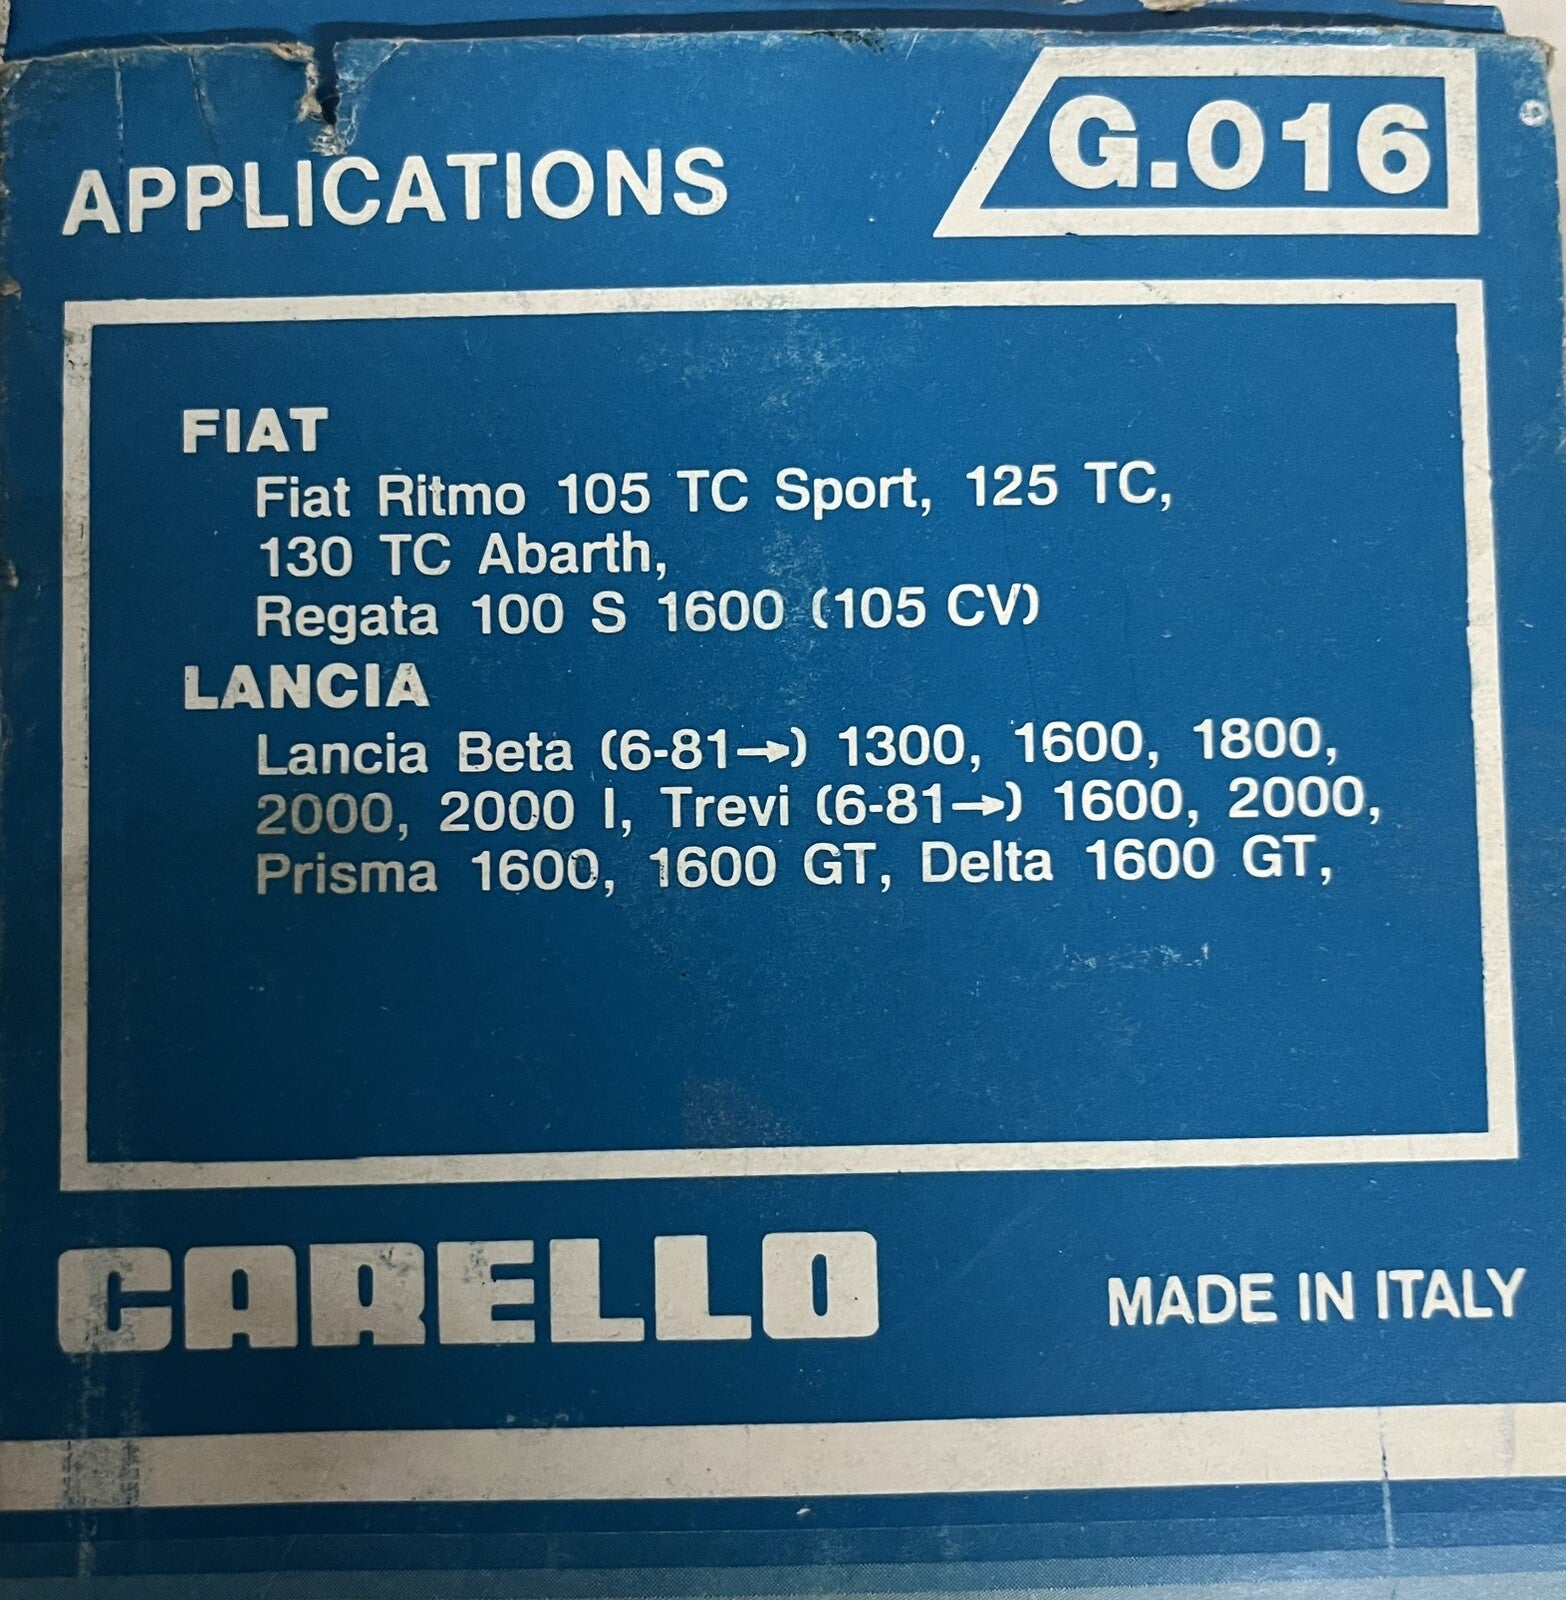 APPLICATIONS
G.016
FIAT
Fiat Ritmo 105 TC Sport, 125 TC,
130 TC Abarth,
Regata 100 S 1600 (105 CV)
LANCIA
Lancia Beta (6-81→) 1300, 1600, 1800,
2000, 2000 I, Trevi (6-81→) 1600, 2000,
Prisma 1600, 1600 GT, Delta 1600 GT,
CARELLO
MADE IN ITALY